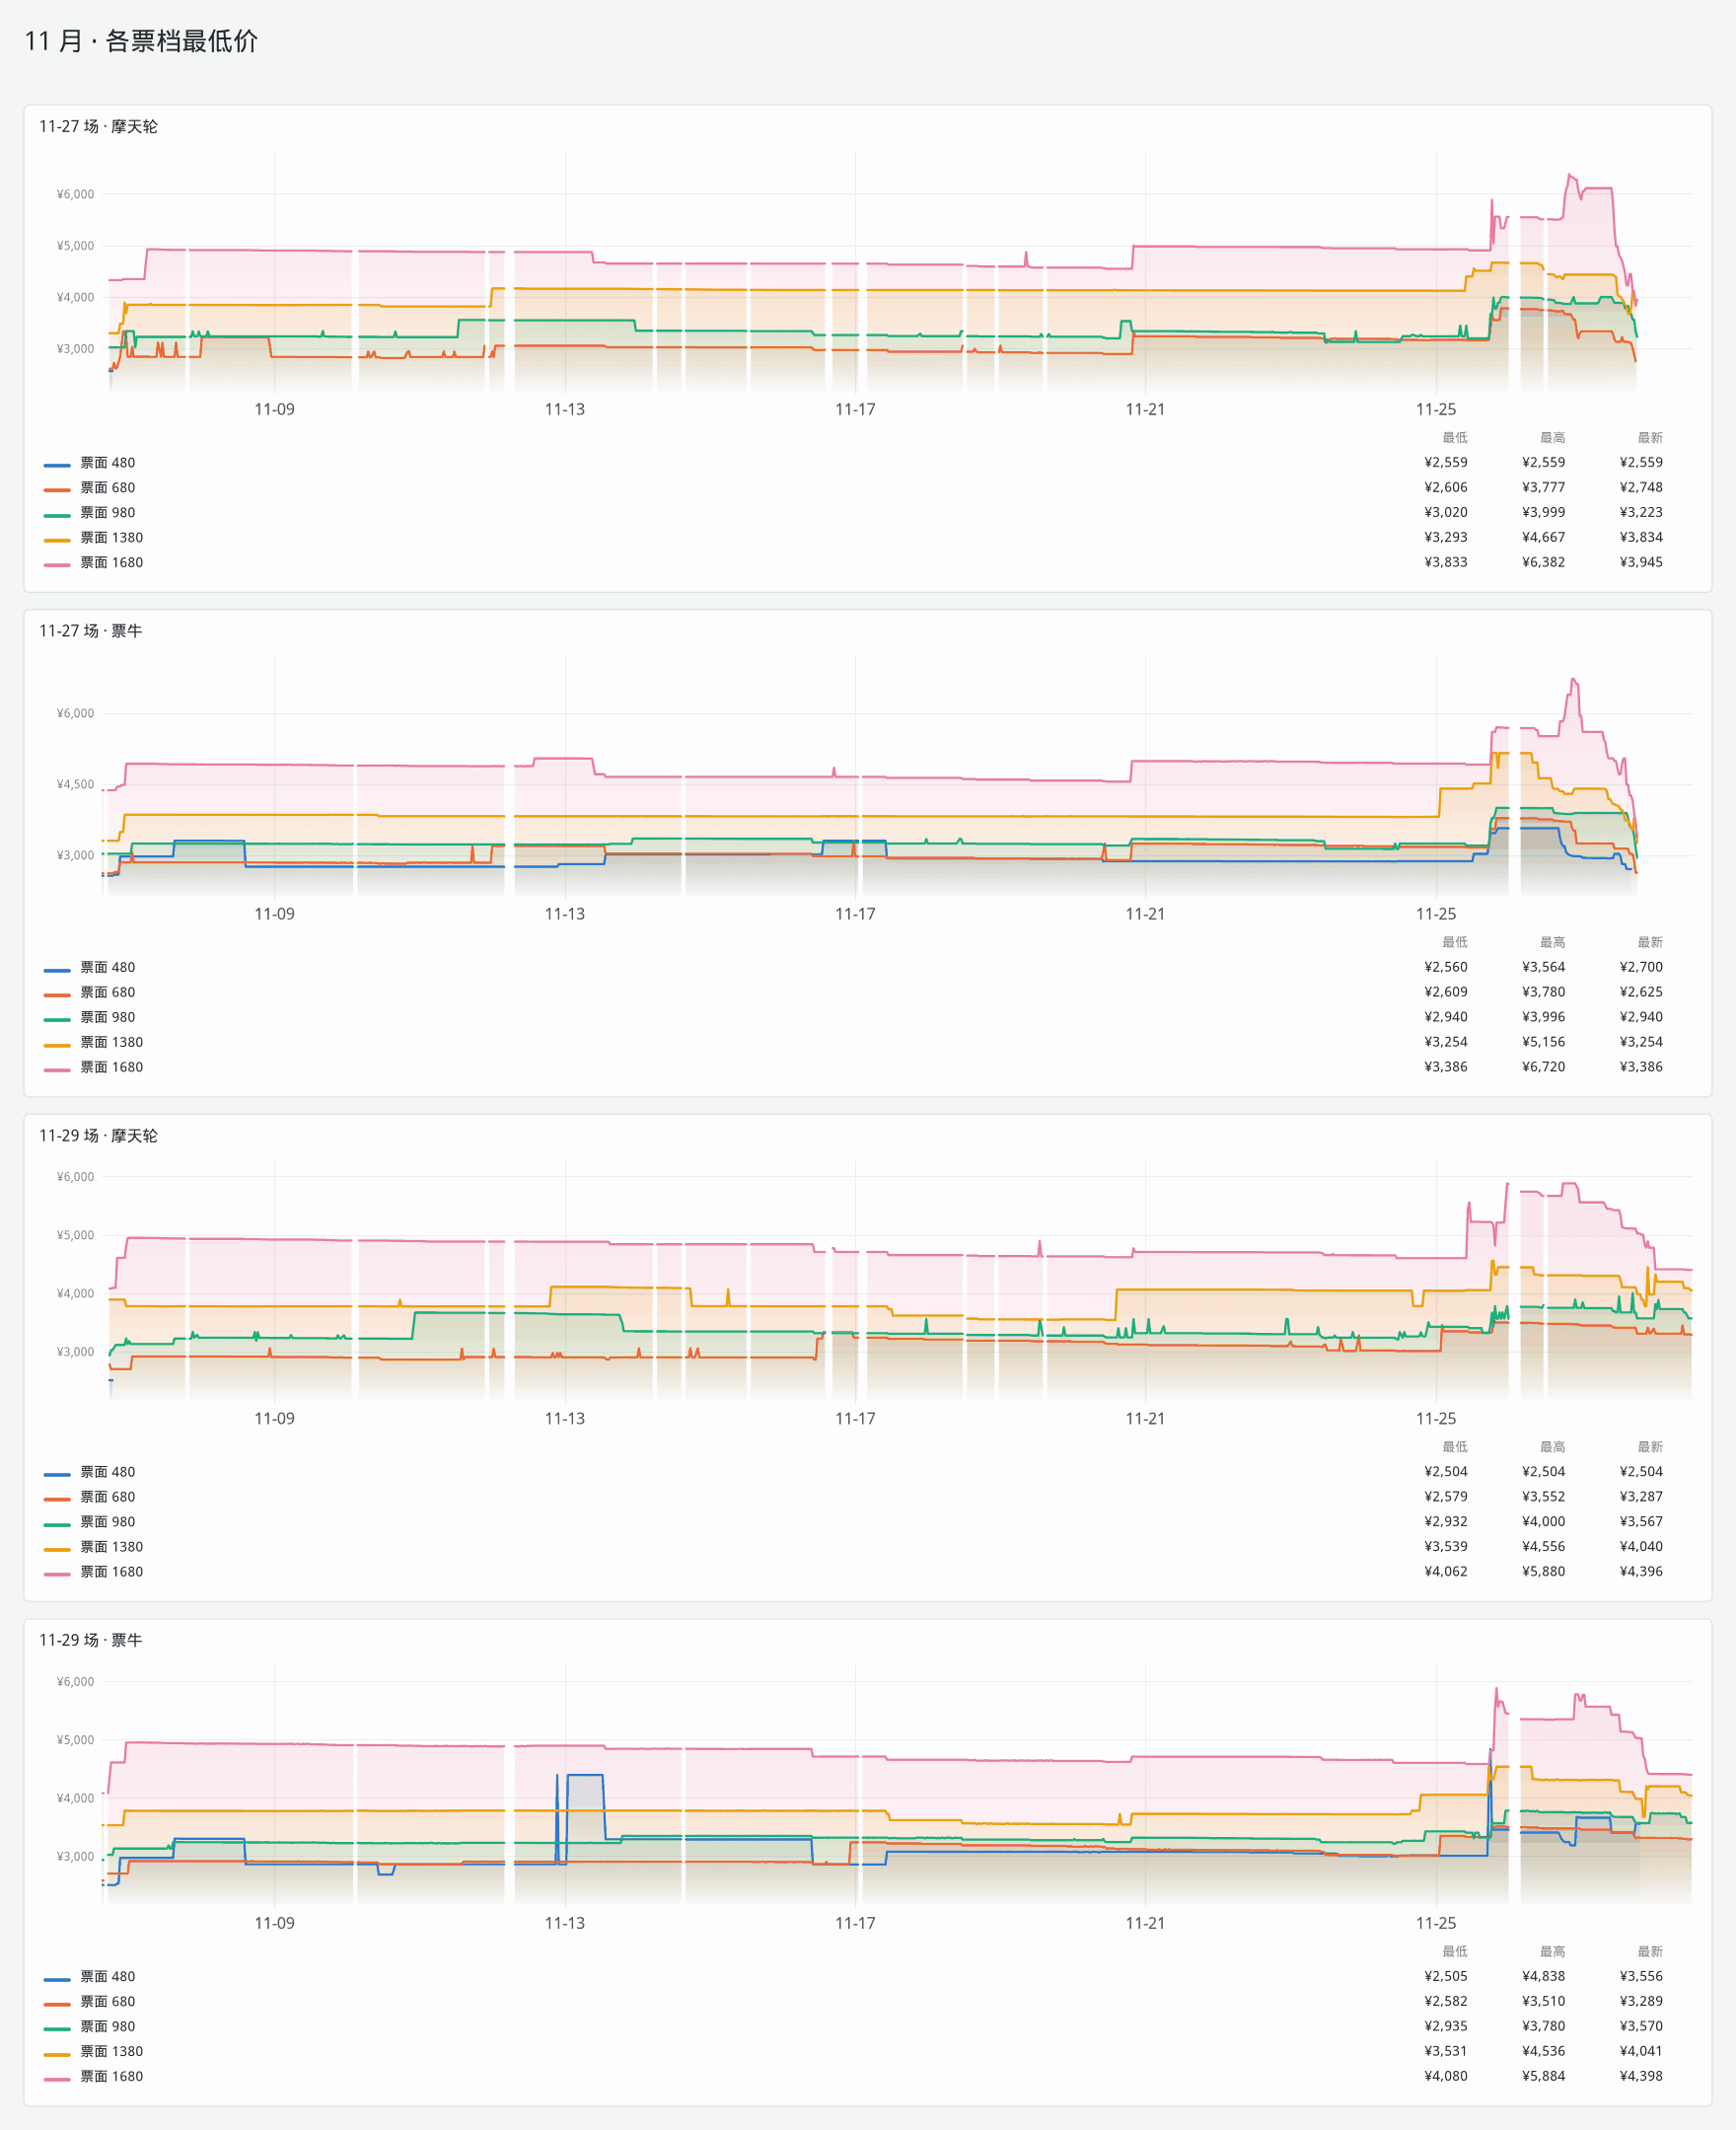 11 月 · 各票档最低价
11-27 场 · 摩天轮
¥6,000
¥5,000
¥4,000
¥3,000
11-09 11-13 11-17 11-21 11-25
最低 最高 最新
票面 480 ¥2,559 ¥2,559 ¥2,559
票面 680 ¥2,606 ¥3,777 ¥2,748
票面 980 ¥3,020 ¥3,999 ¥3,223
票面 1380 ¥3,293 ¥4,667 ¥3,834
票面 1680 ¥3,833 ¥6,382 ¥3,945
11-27 场 · 票牛
¥6,000
¥4,500
¥3,000
11-09 11-13 11-17 11-21 11-25
最低 最高 最新
票面 480 ¥2,560 ¥3,564 ¥2,700
票面 680 ¥2,609 ¥3,780 ¥2,625
票面 980 ¥2,940 ¥3,996 ¥2,940
票面 1380 ¥3,254 ¥5,156 ¥3,254
票面 1680 ¥3,386 ¥6,720 ¥3,386
11-29 场 · 摩天轮
¥6,000
¥5,000
¥4,000
¥3,000
11-09 11-13 11-17 11-21 11-25
最低 最高 最新
票面 480 ¥2,504 ¥2,504 ¥2,504
票面 680 ¥2,579 ¥3,552 ¥3,287
票面 980 ¥2,932 ¥4,000 ¥3,567
票面 1380 ¥3,539 ¥4,556 ¥4,040
票面 1680 ¥4,062 ¥5,880 ¥4,396
11-29 场 · 票牛
¥6,000
¥5,000
¥4,000
¥3,000
11-09 11-13 11-17 11-21 11-25
最低 最高 最新
票面 480 ¥2,505 ¥4,838 ¥3,556
票面 680 ¥2,582 ¥3,510 ¥3,289
票面 980 ¥2,935 ¥3,780 ¥3,570
票面 1380 ¥3,531 ¥4,536 ¥4,041
票面 1680 ¥4,080 ¥5,884 ¥4,398